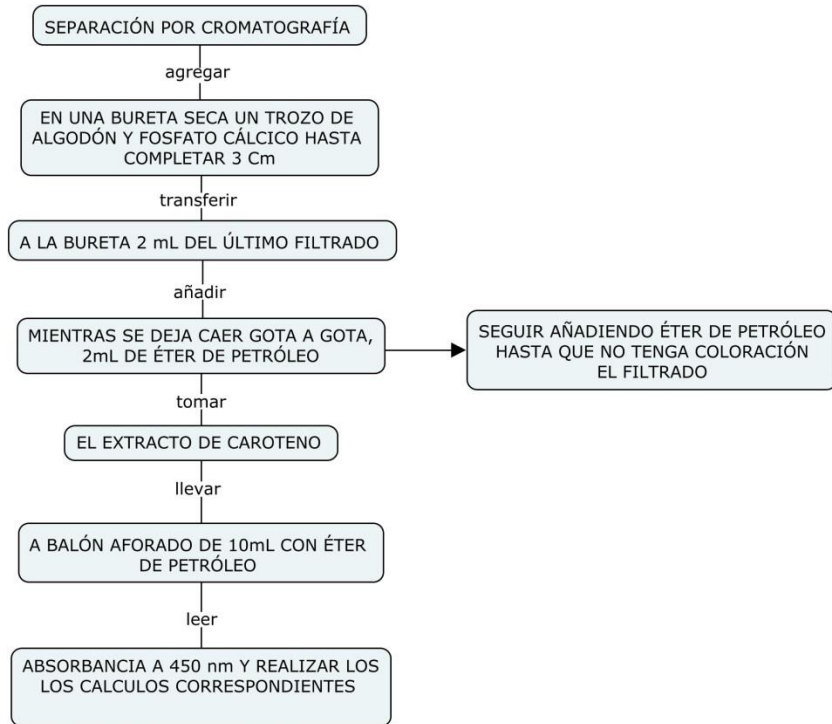 SEPARACIÓN POR CROMATOGRAFÍA
agregar
EN UNA BURETA SECA UN TROZO DE
ALGODÓN Y FOSFATO CÁLCICO HASTA
COMPLETAR 3 Cm
transferir
A LA BURETA 2 mL DEL ÚLTIMO FILTRADO
añadir
MIENTRAS SE DEJA CAER GOTA A GOTA,
2mL DE ÉTER DE PETRÓLEO
SEGUIR AÑADIENDO ÉTER DE PETRÓLEO
HASTA QUE NO TENGA COLORACIÓN
EL FILTRADO
tomar
EL EXTRACTO DE CAROTENO
llevar
A BALÓN AFORADO DE 10mL CON ÉTER
DE PETRÓLEO
leer
ABSORBANCIA A 450 nm Y REALIZAR LOS
LOS CALCULOS CORRESPONDIENTES